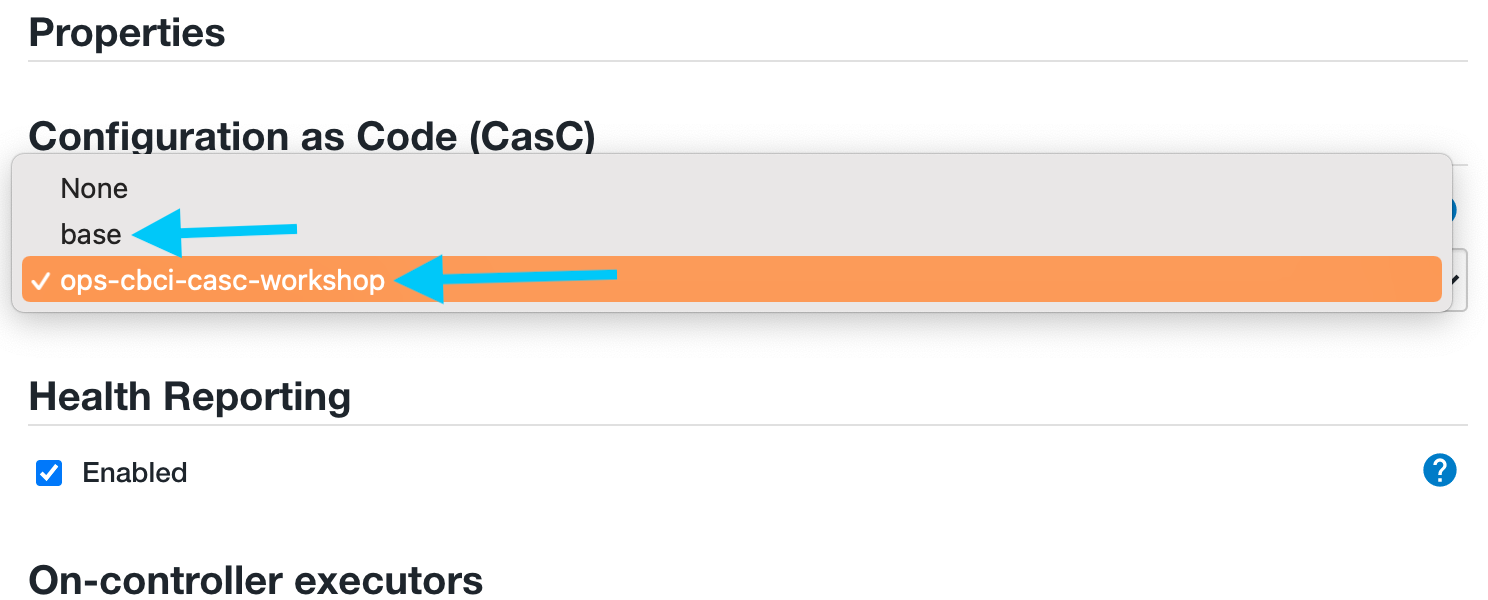 Properties
Configuration as Code (CasC)
None
base
✓ ops-cbci-casc-workshop
Health Reporting
Enabled
?
On-controller executors